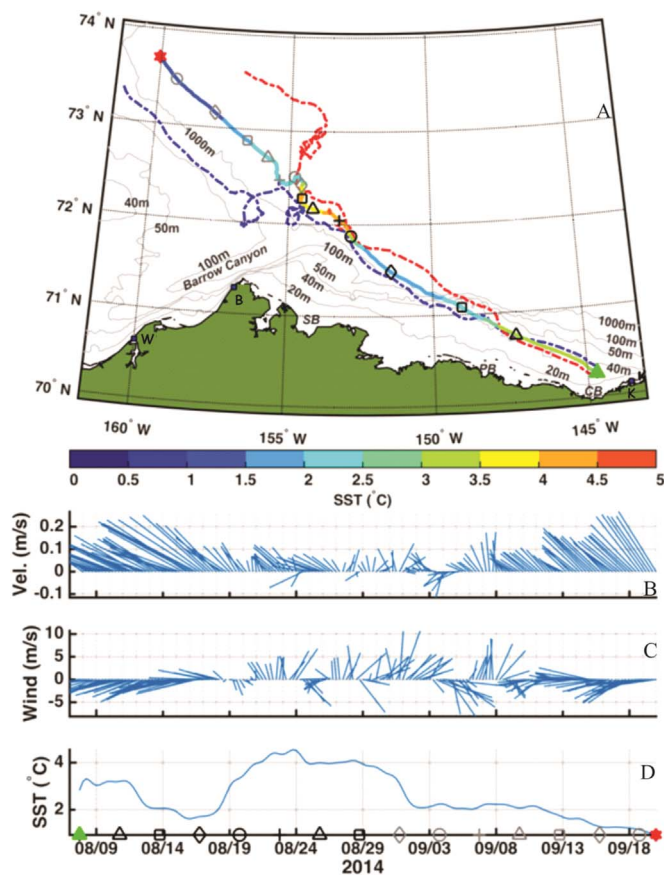 74° N
73° N
72° N
71° N
70° N
A
1000m
40m
50m
100m
Barrow Canyon
100m
50m
40m
20m
B
W
SB
PB
20m
1000m
100m
50m
40m
CB
K
160° W
155° W
150° W
145° W
0 0.5 1 1.5 2 2.5 3 3.5 4 4.5 5
SST (°C)
Vel. (m/s)
0.2
0.1
0
-0.1
B
Wind (m/s)
10
5
0
-5
C
SST (°C)
4
2
D
08/09 08/14 08/19 08/24 08/29 09/03 09/08 09/13 09/18
2014